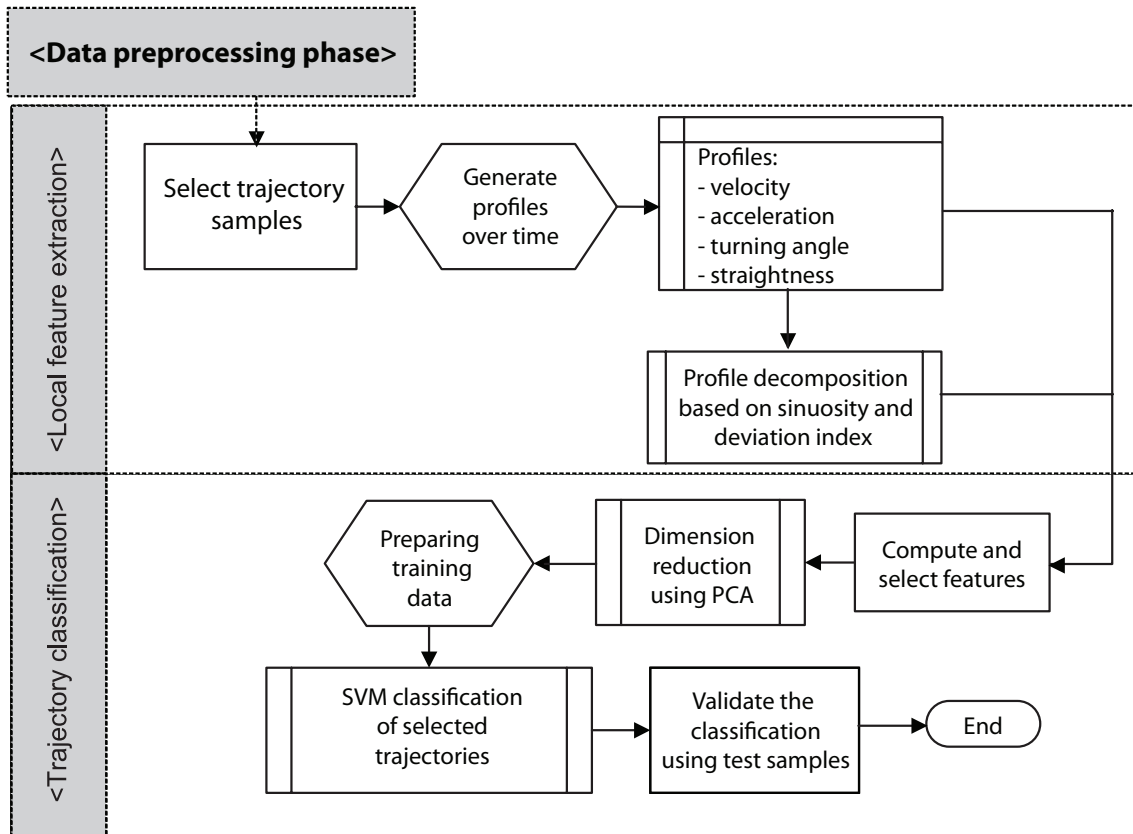 <Data preprocessing phase>
<Local feature extraction>
Select trajectory
samples
Generate
profiles
over time
Profiles:
- velocity
- acceleration
- turning angle
- straightness
Profile decomposition
based on sinuosity and
deviation index
<Trajectory classification>
Compute and
select features
Dimension
reduction
using PCA
Preparing
training
data
SVM classification
of selected
trajectories
Validate the
classification
using test samples
End